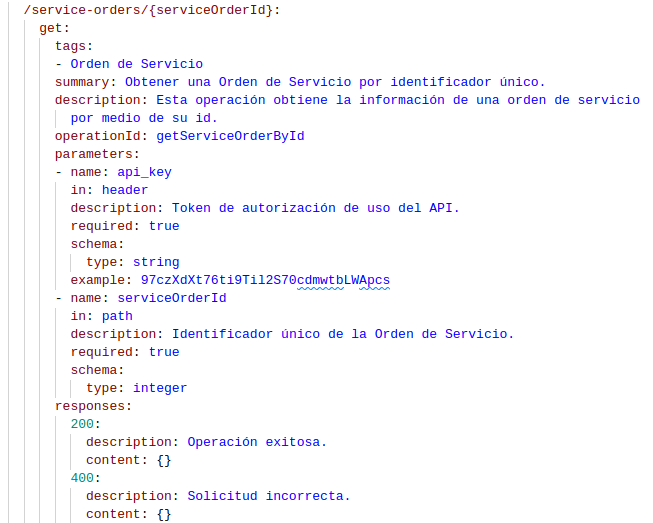 /service-orders/{serviceOrderId}:
get:
tags:
- Orden de Servicio
summary: Obtener una Orden de Servicio por identificador único.
description: Esta operación obtiene la información de una orden de servicio
por medio de su id.
operationId: getServiceOrderById
parameters:
- name: api_key
in: header
description: Token de autorización de uso del API.
required: true
schema:
type: string
example: 97czXdXt76ti9Til2S70cdmwtbLWApcs
- name: serviceOrderId
in: path
description: Identificador único de la Orden de Servicio.
required: true
schema:
type: integer
responses:
200:
description: Operación exitosa.
content: {}
400:
description: Solicitud incorrecta.
content: {}